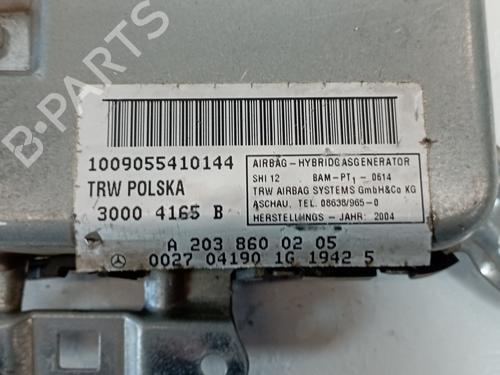 B-PARTS
1009055410144
TRW POLSKA
3000 4165 B
AIRBAG - HYBRIDGASGENERATOR
SHI 12 BAM-PT1-0614
TRW AIRBAG SYSTEMS GmbH&Co KG
ASCHAU. TEL. 08638/965-0
HERSTELLUNGS - JAHR: 2004
A 203 860 02 05
0027 04190 1G 1942 5